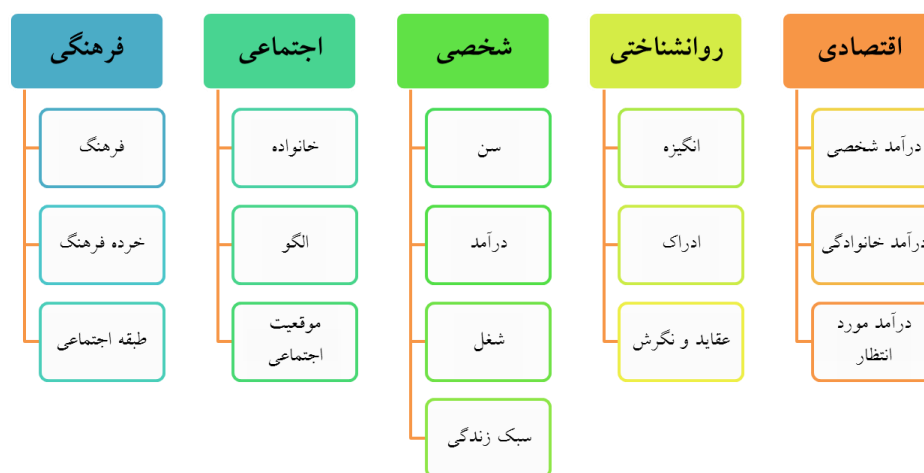 اقتصادی
درآمد شخصی
درآمد خانوادگی
درآمد مورد
انتظار
روانشناختی
انگیزه
ادراک
عقاید و نگرش
شخصی
سن
درآمد
شغل
سبک زندگی
اجتماعی
خانواده
الگو
موقعیت
اجتماعی
فرهنگی
فرهنگ
خرده فرهنگ
طبقه اجتماعی